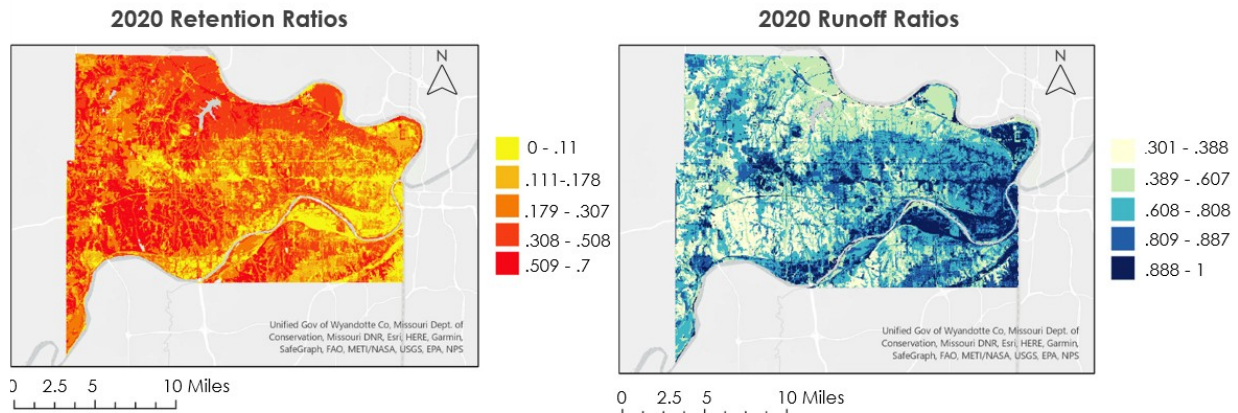 2020 Retention Ratios
N
0 - .11
.111-.178
.179 - .307
.308 - .508
.509 - .7
Unified Gov of Wyandotte Co, Missouri Dept. of
Conservation, Missouri DNR, Esri, HERE, Garmin,
SafeGraph, FAO, METI/NASA, USGS, EPA, NPS
0 2.5 5 10 Miles
2020 Runoff Ratios
N
.301 - .388
.389 - .607
.608 - .808
.809 - .887
.888 - 1
Unified Gov of Wyandotte Co, Missouri Dept. of
Conservation, Missouri DNR, Esri, HERE, Garmin,
SafeGraph, FAO, METI/NASA, USGS, EPA, NPS
0 2.5 5 10 Miles